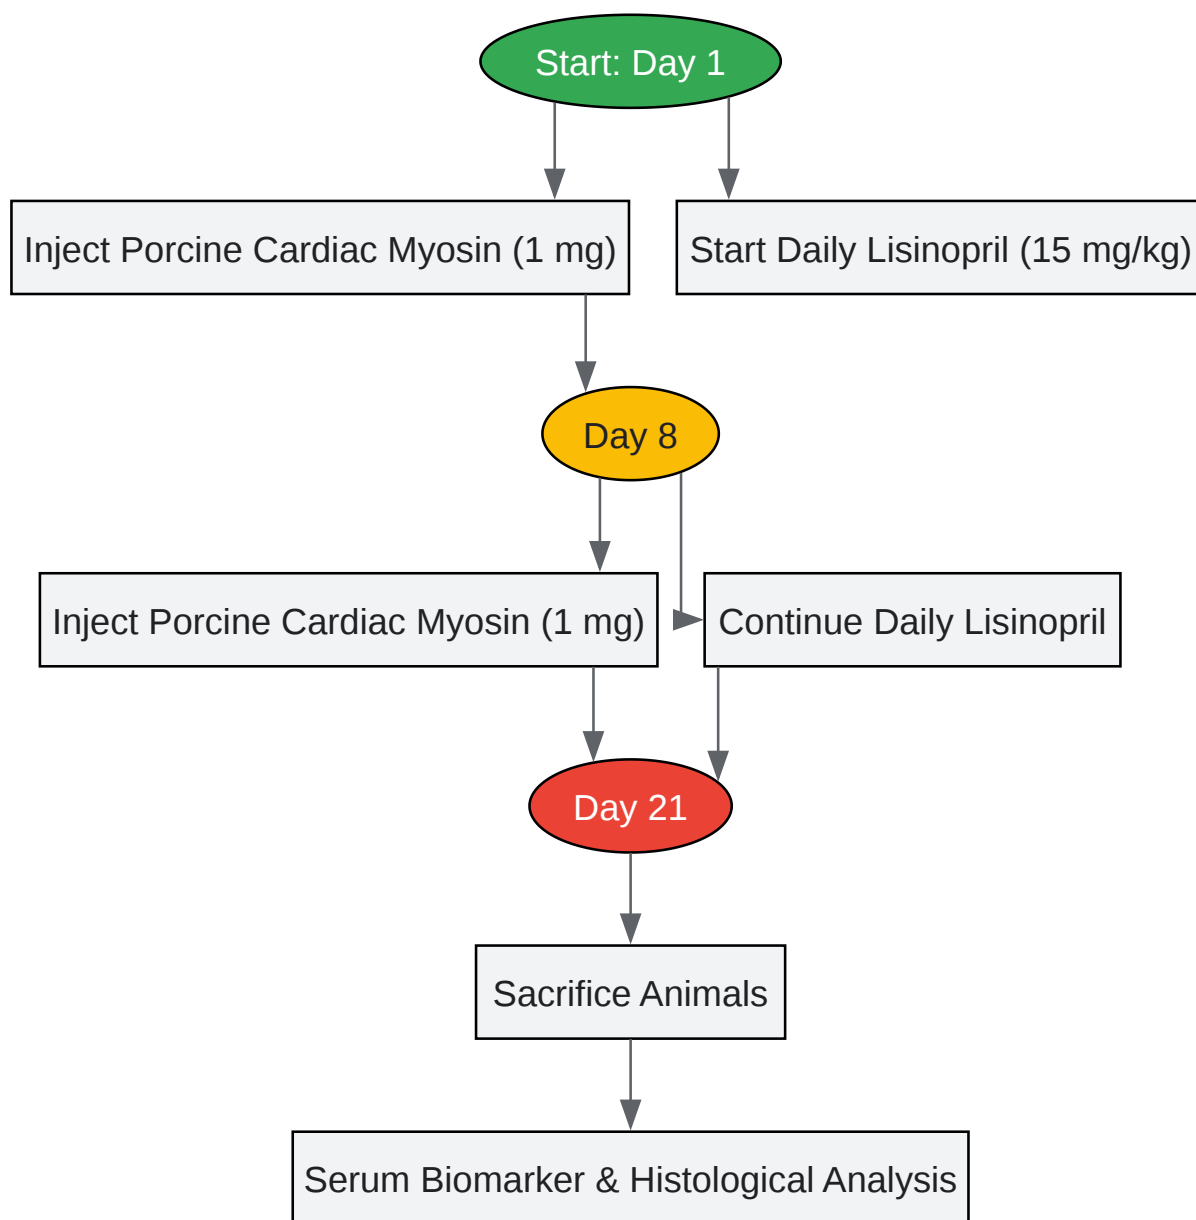 Start: Day 1
Inject Porcine Cardiac Myosin (1 mg)
Start Daily Lisinopril (15 mg/kg)
Day 8
Inject Porcine Cardiac Myosin (1 mg)
Continue Daily Lisinopril
Day 21
Sacrifice Animals
Serum Biomarker & Histological Analysis